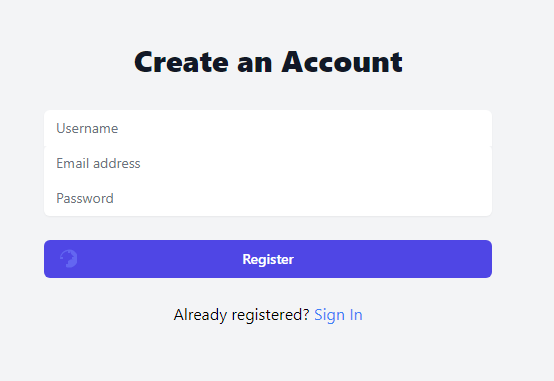 Create an Account
Username
Email address
Password
Register
Already registered? Sign In